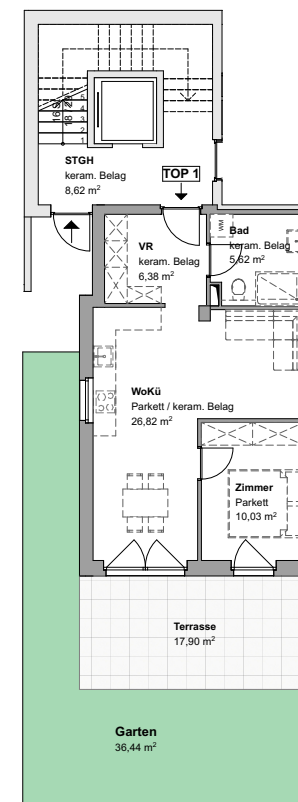 STGH
keram. Belag
8,62 m²
TOP 1
VR
keram. Belag
6,38 m²
WM
Bad
keram. Belag
5,62 m²
WoKü
Parkett / keram. Belag
26,82 m²
Zimmer
Parkett
10,03 m²
Terrasse
17,90 m²
Garten
36,44 m²